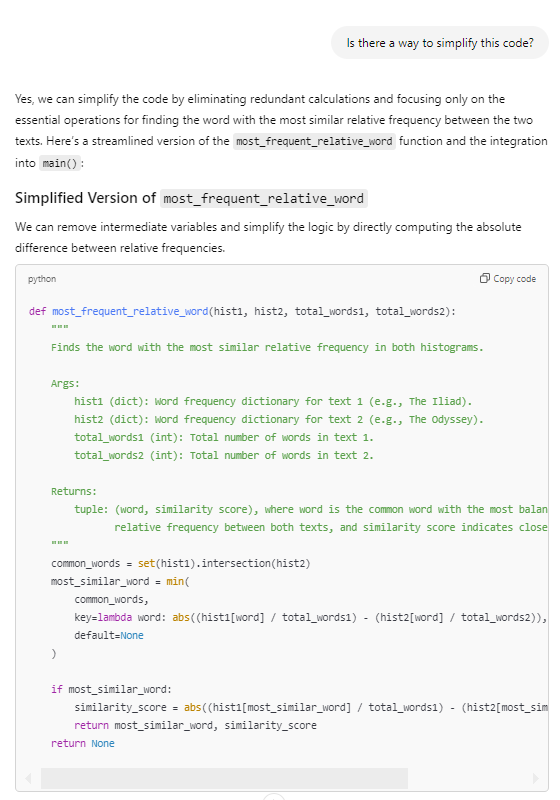 Is there a way to simplify this code?
Yes, we can simplify the code by eliminating redundant calculations and focusing only on the
essential operations for finding the word with the most similar relative frequency between the two
texts. Here's a streamlined version of the most_frequent_relative_word function and the integration
into main():
Simplified Version of most_frequent_relative_word
We can remove intermediate variables and simplify the logic by directly computing the absolute
difference between relative frequencies.
python
Copy code
def most_frequent_relative_word(hist1, hist2, total_words1, total_words2):
    """
    Finds the word with the most similar relative frequency in both histograms.
    Args:
        hist1 (dict): Word frequency dictionary for text 1 (e.g., The Iliad).
        hist2 (dict): Word frequency dictionary for text 2 (e.g., The Odyssey).
        total_words1 (int): Total number of words in text 1.
        total_words2 (int): Total number of words in text 2.
    Returns:
        tuple: (word, similarity score), where word is the common word with the most balan
               relative frequency between both texts, and similarity score indicates close
    """
    common_words = set(hist1).intersection(hist2)
    most_similar_word = min(
        common_words,
        key=lambda word: abs((hist1[word] / total_words1) - (hist2[word] / total_words2)),
        default=None
    )
    if most_similar_word:
        similarity_score = abs((hist1[most_similar_word] / total_words1) - (hist2[most_sim
        return most_similar_word, similarity_score
    return None